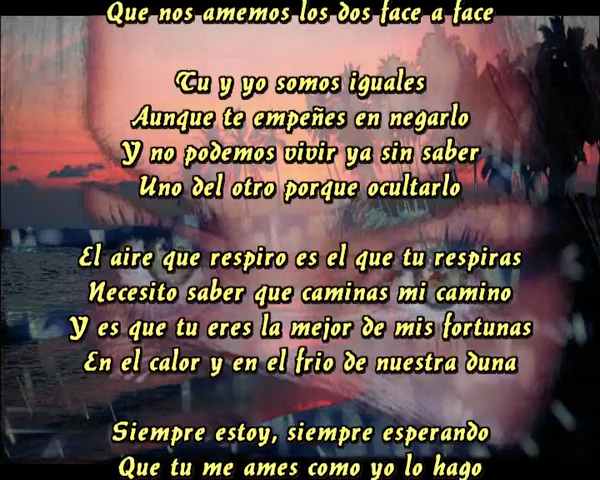 Que nos amemos los dos face a face
Tu y yo somos iguales
Aunque te empeñes en negarlo
Y no podemos vivir ya sin saber
Uno del otro porque ocultarlo
El aire que respiro es el que tu respiras
Necesito saber que caminas mi camino
Y es que tu eres la mejor de mis fortunas
En el calor y en el frio de nuestra duna
Siempre estoy, siempre esperando
Que tu me ames como yo lo hago